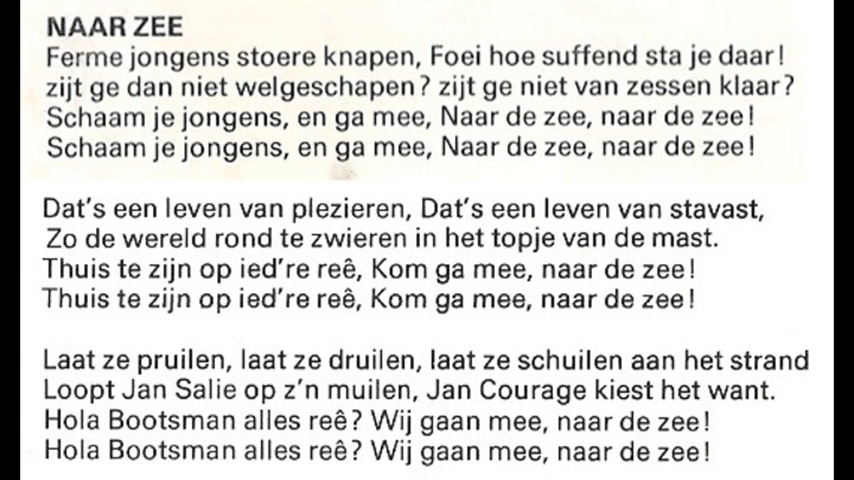 NAAR ZEE
Ferme jongens stoere knapen, Foei hoe suffend sta je daar!
zijt ge dan niet welgeschapen? zijt ge niet van zessen klaar?
Schaam je jongens, en ga mee, Naar de zee, naar de zee!
Schaam je jongens, en ga mee, Naar de zee, naar de zee!
Dat's een leven van plezieren, Dat's een leven van stavast,
Zo de wereld rond te zwieren in het topje van de mast.
Thuis te zijn op ied're reê, Kom ga mee, naar de zee!
Thuis te zijn op ied're reê, Kom ga mee, naar de zee!
Laat ze pruilen, laat ze druilen, laat ze schuilen aan het strand
Loopt Jan Salie op z'n muilen, Jan Courage kiest het want.
Hola Bootsman alles reê? Wij gaan mee, naar de zee!
Hola Bootsman alles reê? Wij gaan mee, naar de zee!